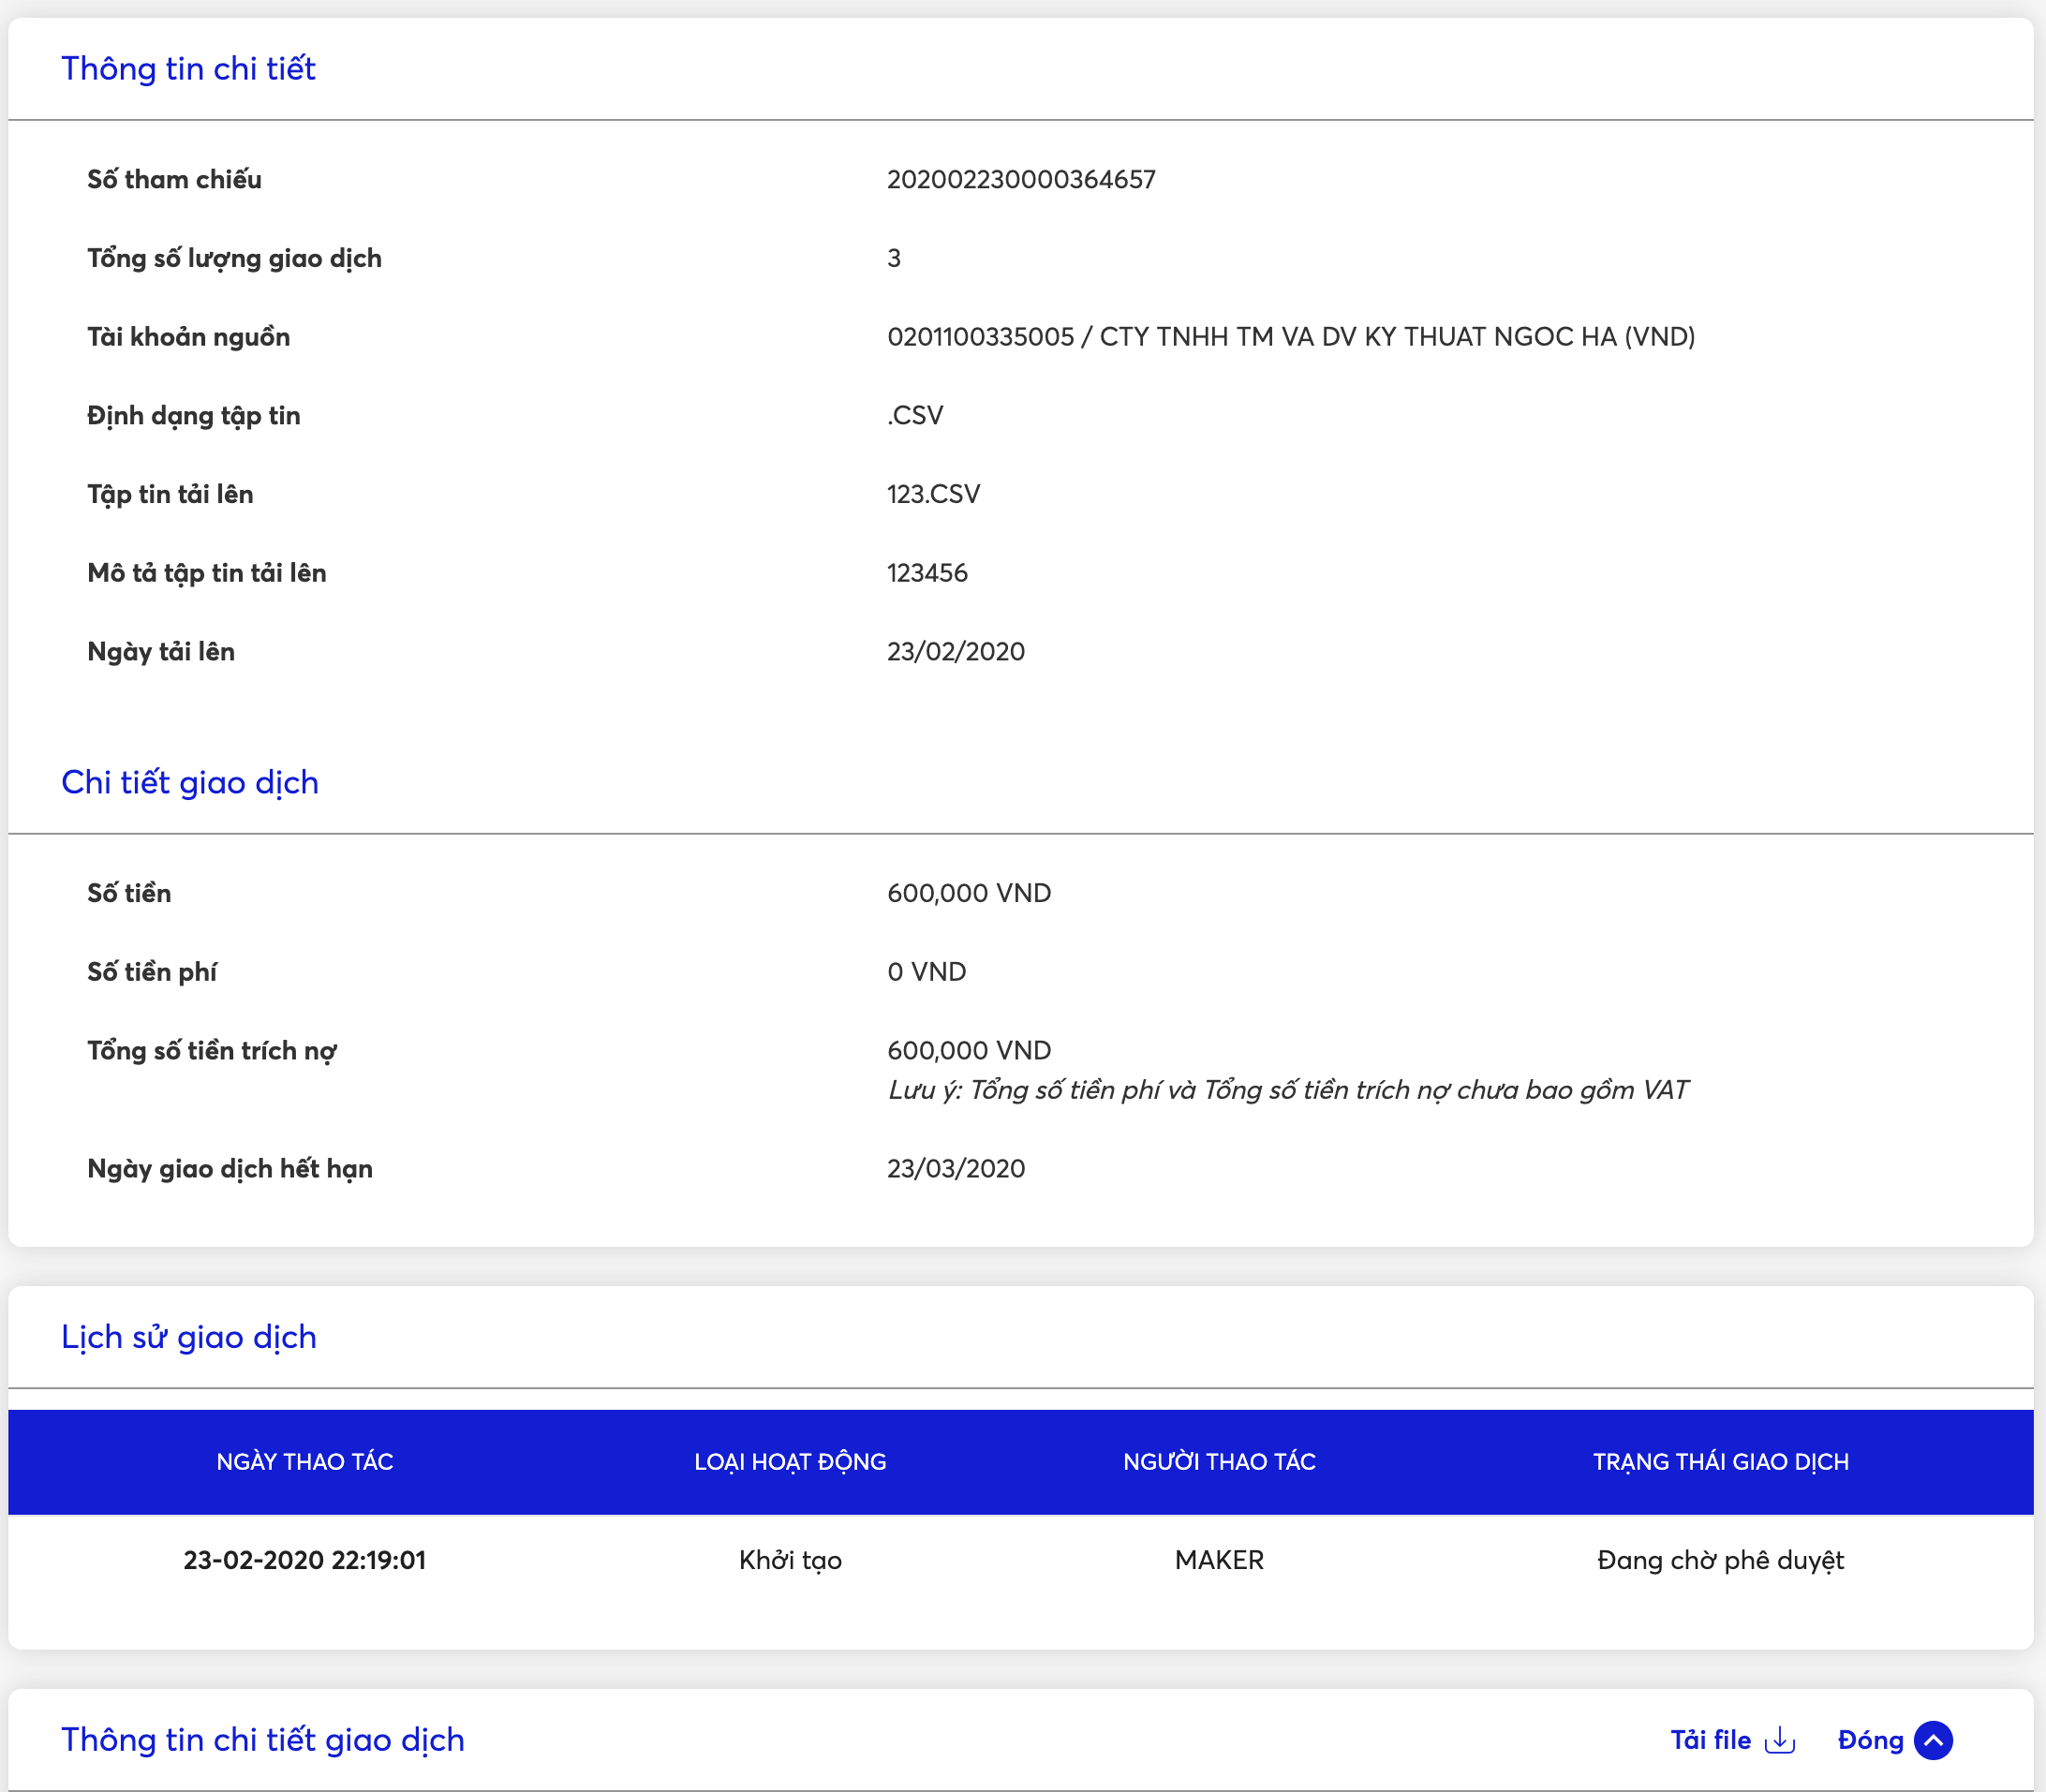 Thông tin chi tiết
Số tham chiếu 202002230000364657
Tổng số lượng giao dịch 3
Tài khoản nguồn 0201100335005 / CTY TNHH TM VA DV KY THUAT NGOC HA (VND)
Định dạng tập tin .CSV
Tập tin tải lên 123.CSV
Mô tả tập tin tải lên 123456
Ngày tải lên 23/02/2020
Chi tiết giao dịch
Số tiền 600,000 VND
Số tiền phí 0 VND
Tổng số tiền trích nợ 600,000 VND
Lưu ý: Tổng số tiền phí và Tổng số tiền trích nợ chưa bao gồm VAT
Ngày giao dịch hết hạn 23/03/2020
Lịch sử giao dịch
NGÀY THAO TÁC LOẠI HOẠT ĐỘNG NGƯỜI THAO TÁC TRẠNG THÁI GIAO DỊCH
23-02-2020 22:19:01 Khởi tạo MAKER Đang chờ phê duyệt
Thông tin chi tiết giao dịch Tải file Đóng